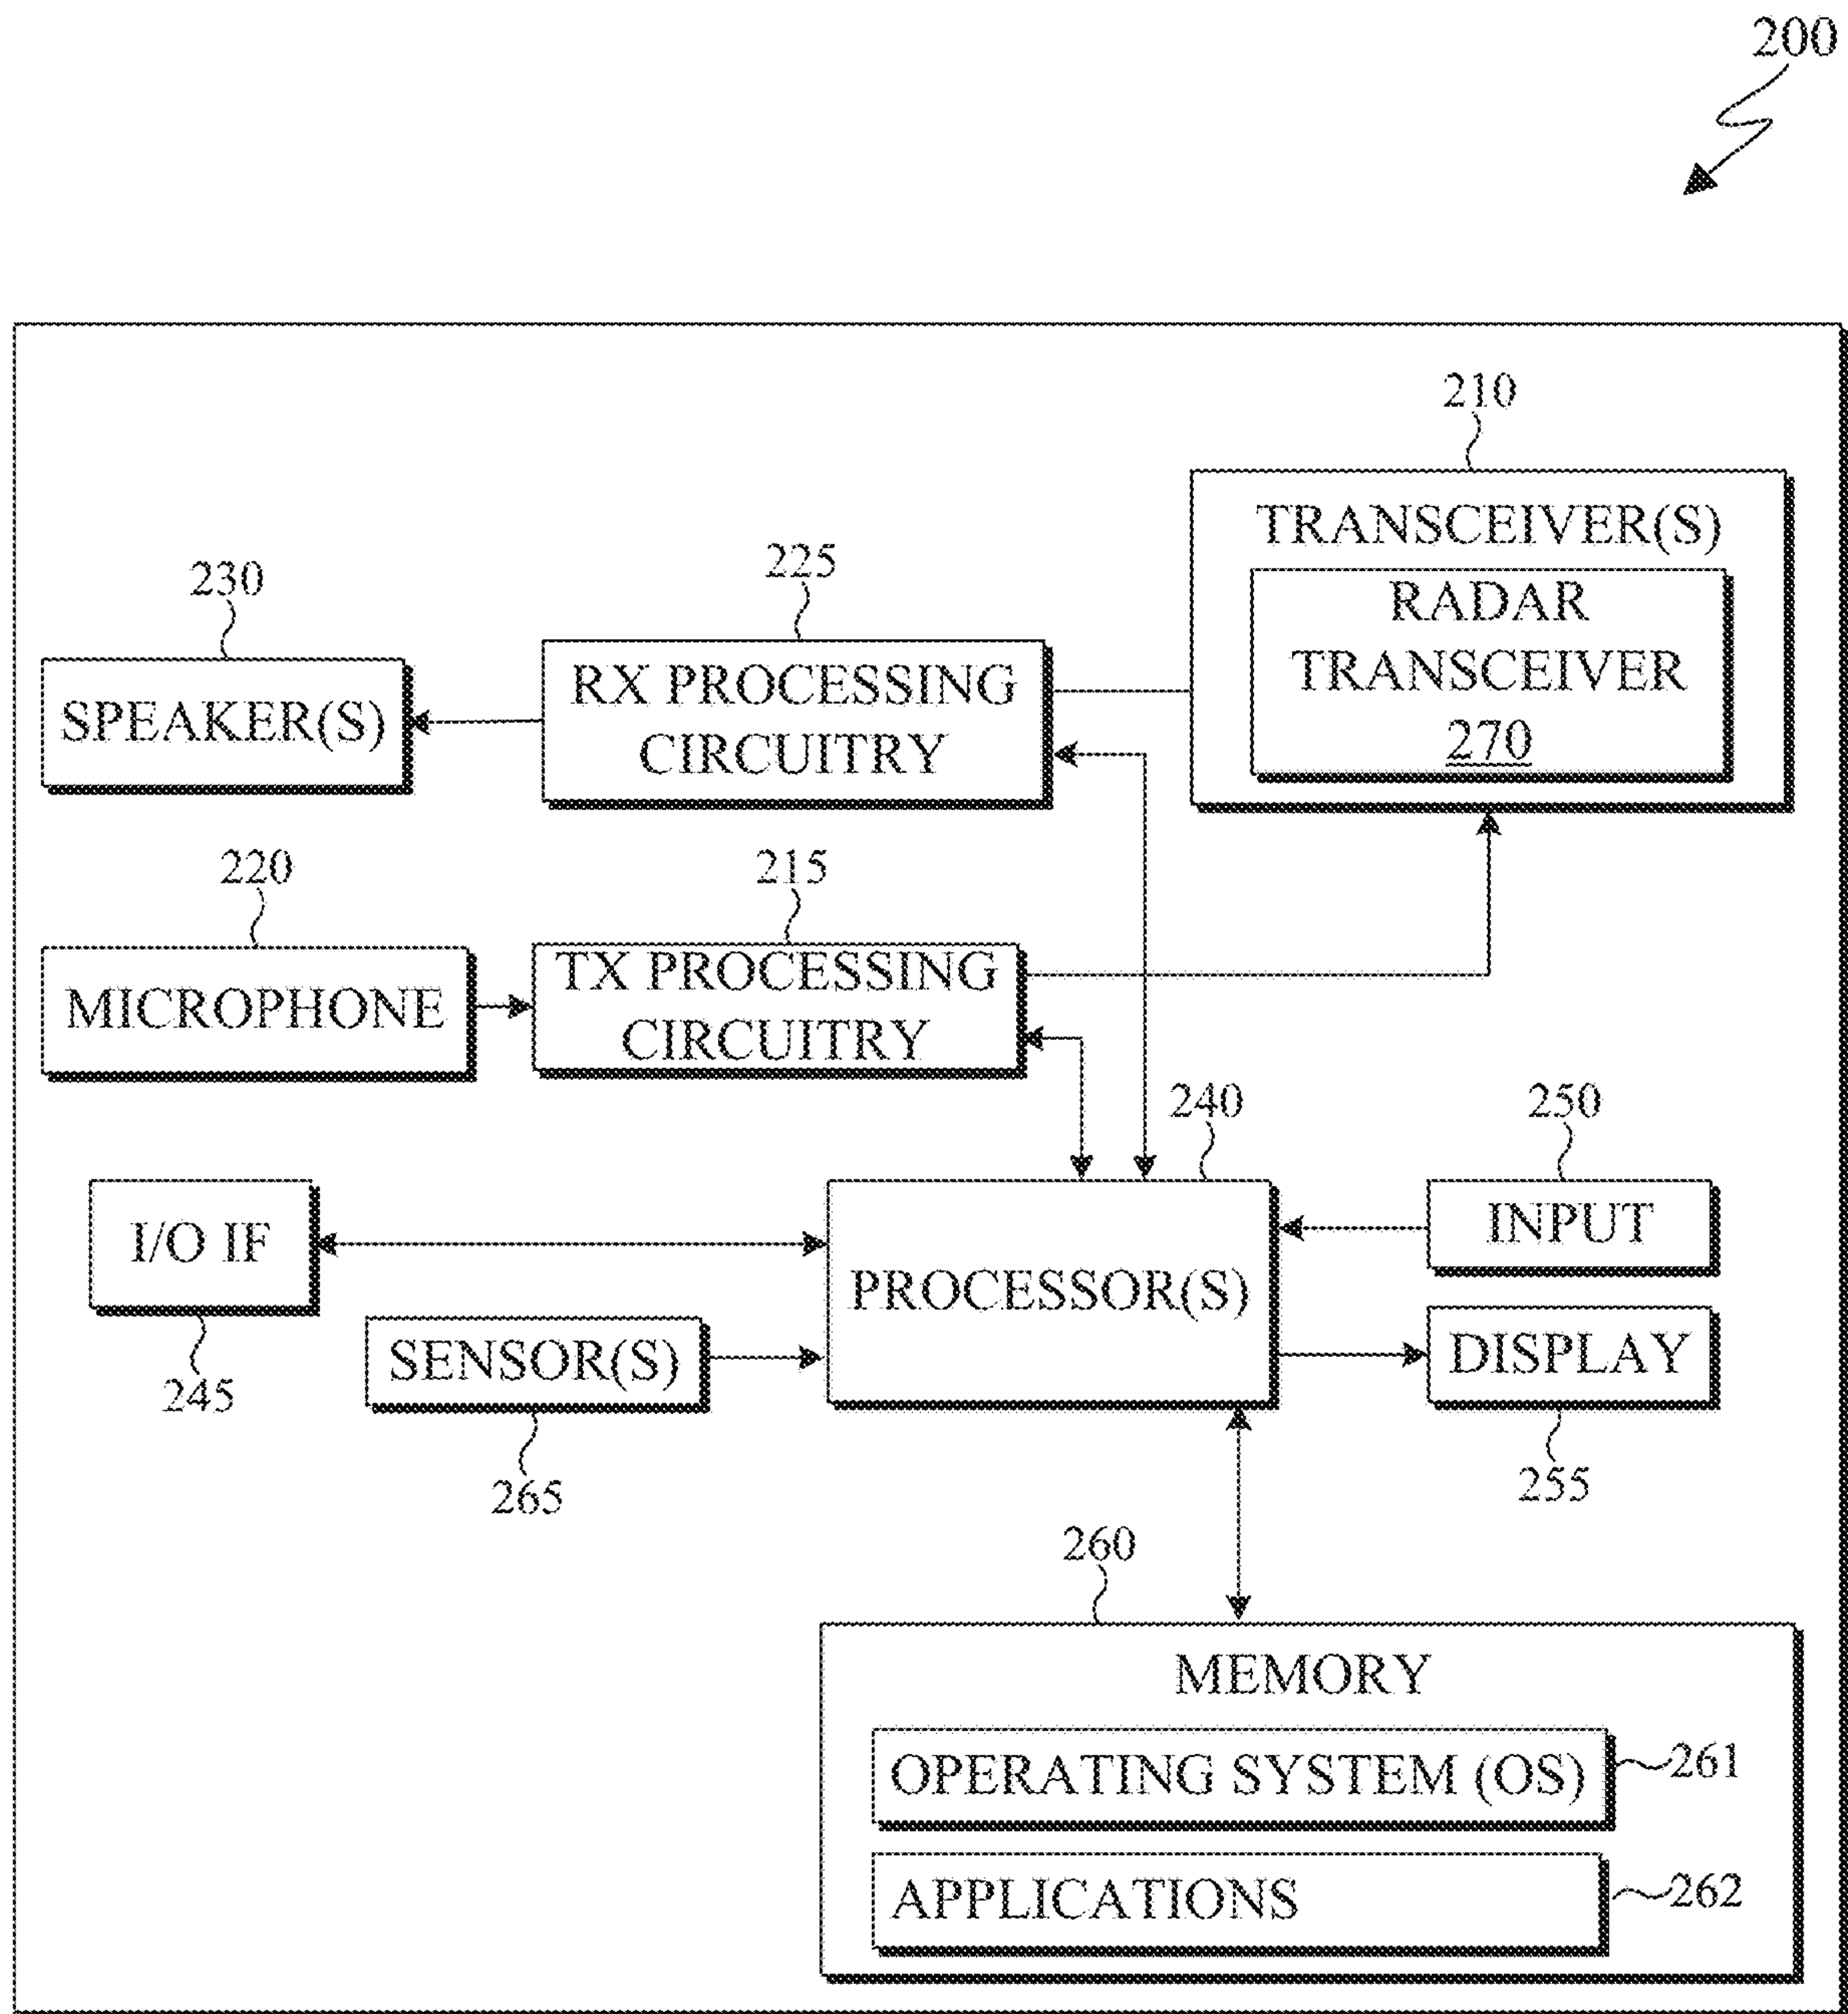 200
210
TRANSCEIVER(S)
RADAR
TRANSCEIVER
270
225
RX PROCESSING
CIRCUITRY
230
SPEAKER(S)
220
MICROPHONE
215
TX PROCESSING
CIRCUITRY
240
PROCESSOR(S)
250
INPUT
I/O IF
245
SENSOR(S)
265
DISPLAY
255
260
MEMORY
OPERATING SYSTEM (OS)
261
APPLICATIONS
262